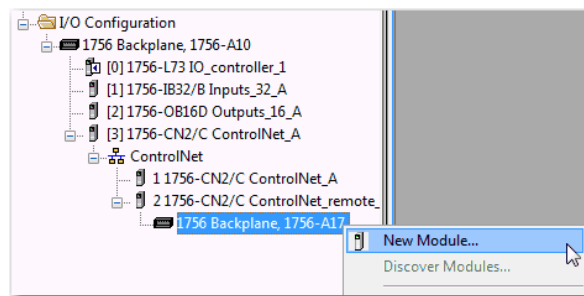 I/O Configuration
1756 Backplane, 1756-A10
[0] 1756-L73 IO_controller_1
[1] 1756-IB32/B Inputs_32_A
[2] 1756-OB16D Outputs_16_A
[3] 1756-CN2/C ControlNet_A
ControlNet
1 1756-CN2/C ControlNet_A
2 1756-CN2/C ControlNet_remote_
1756 Backplane, 1756-A17
New Module...
Discover Modules...